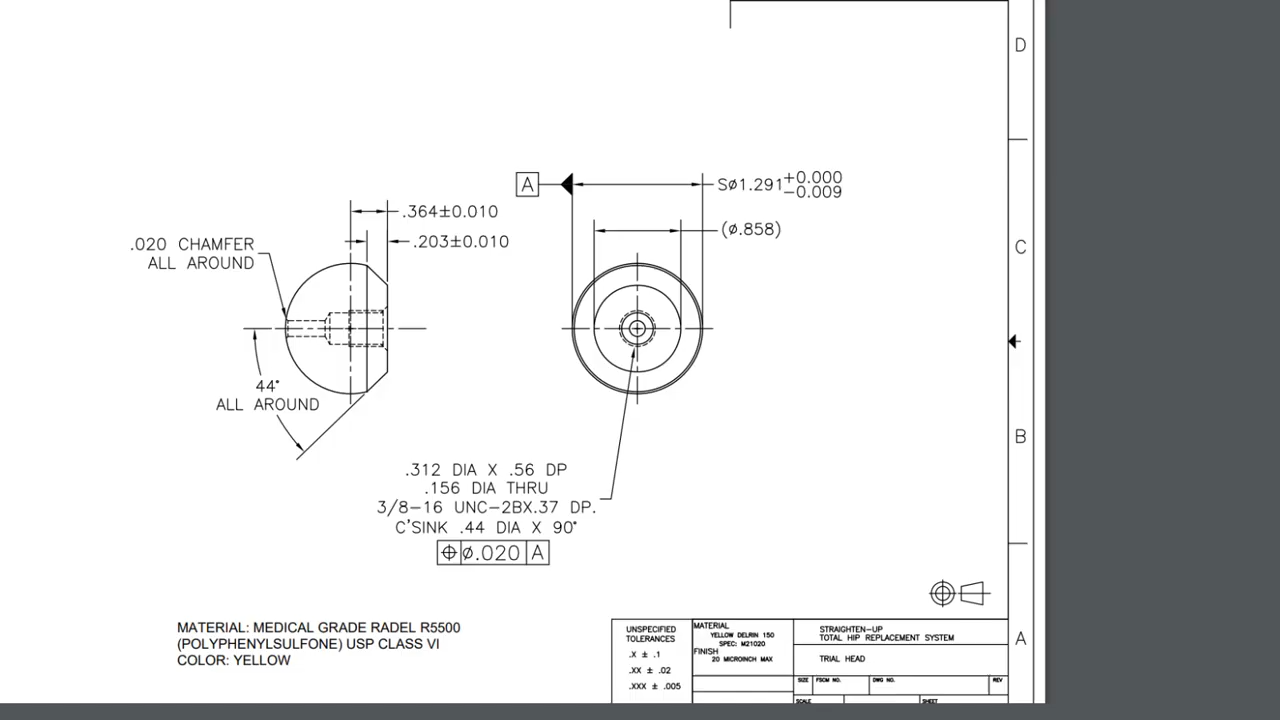 D
A
SØ1.291+0.000
−0.009
.364±0.010
(Ø.858)
.203±0.010
.020 CHAMFER
ALL AROUND
C
44°
ALL AROUND
B
.312 DIA X .56 DP
.156 DIA THRU
3/8−16 UNC−2BX.37 DP.
C'SINK .44 DIA X 90°
⌖ Ø.020 A
MATERIAL: MEDICAL GRADE RADEL R5500
(POLYPHENYLSULFONE) USP CLASS VI
COLOR: YELLOW
UNSPECIFIED
TOLERANCES
.X ± .1
.XX ± .02
.XXX ± .005
MATERIAL
YELLOW DELRIN 150
SPEC: M21020
FINISH
20 MICROINCH MAX
STRAIGHTEN-UP
TOTAL HIP REPLACEMENT SYSTEM
TRIAL HEAD
SIZE
FSCM NO.
DWG NO.
REV
SCALE
SHEET
A